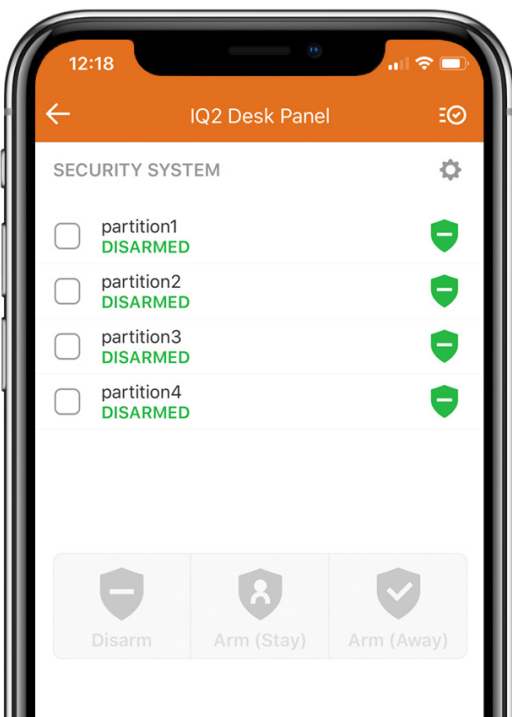 12:18
IQ2 Desk Panel
SECURITY SYSTEM
partition1
DISARMED
partition2
DISARMED
partition3
DISARMED
partition4
DISARMED
Disarm
Arm (Stay)
Arm (Away)